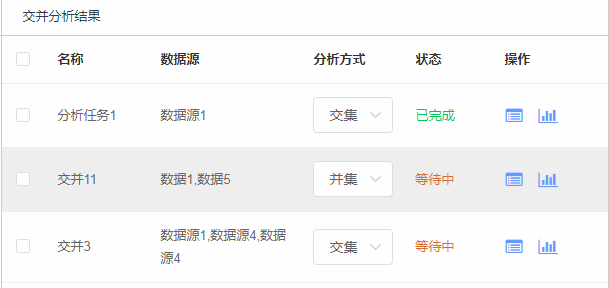 交并分析结果
名称 数据源 分析方式 状态 操作
分析任务1 数据源1 交集 已完成
交并11 数据1,数据5 并集 等待中
交并3 数据源1,数据源4,数据 交集 等待中
源4